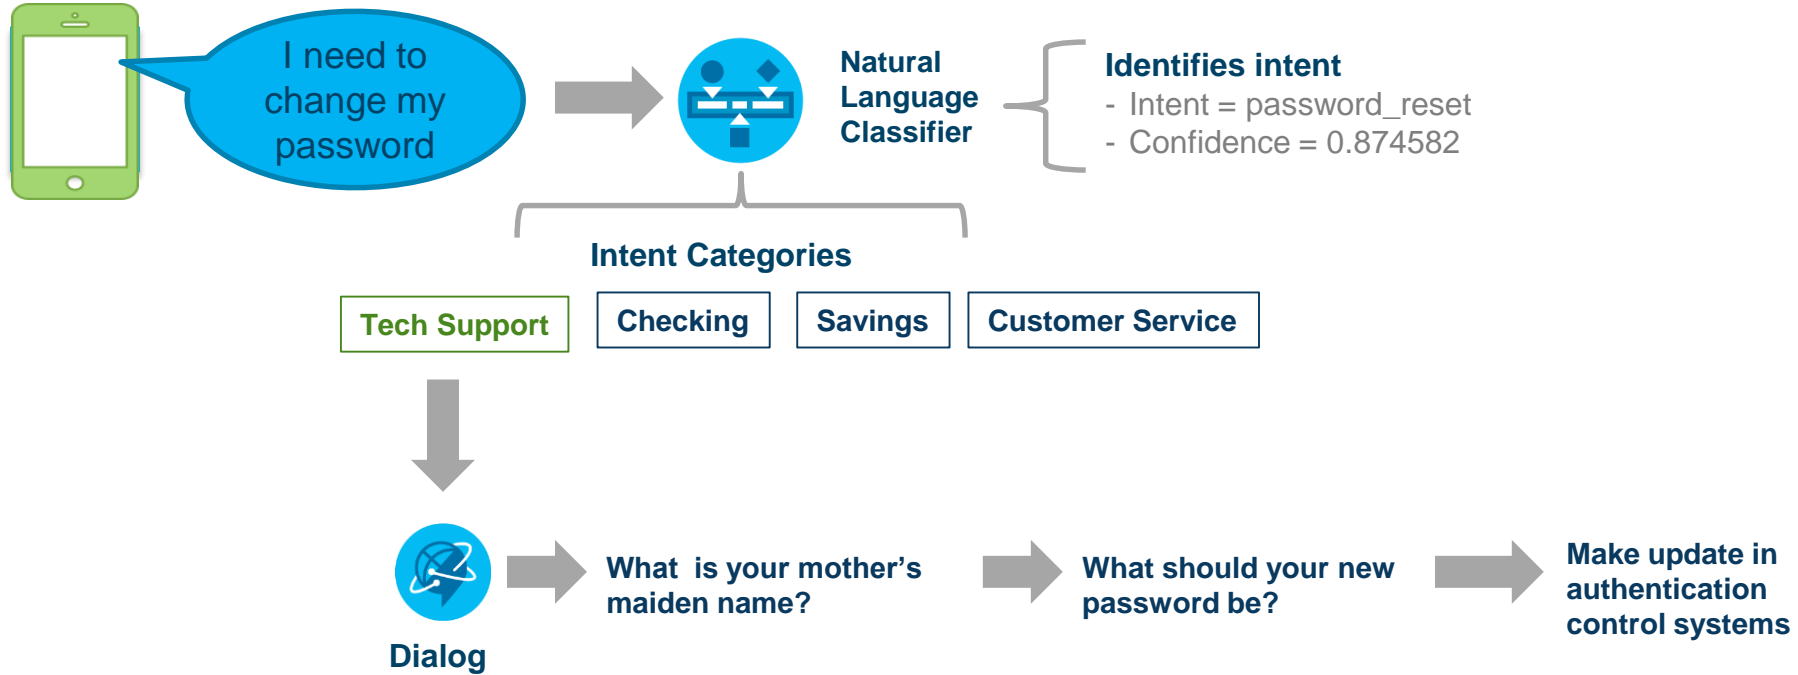 I need to
change my
password
Natural
Language
Classifier
Identifies intent
- Intent = password_reset
- Confidence = 0.874582
Intent Categories
Tech Support
Checking
Savings
Customer Service
Dialog
What is your mother’s
maiden name?
What should your new
password be?
Make update in
authentication
control systems